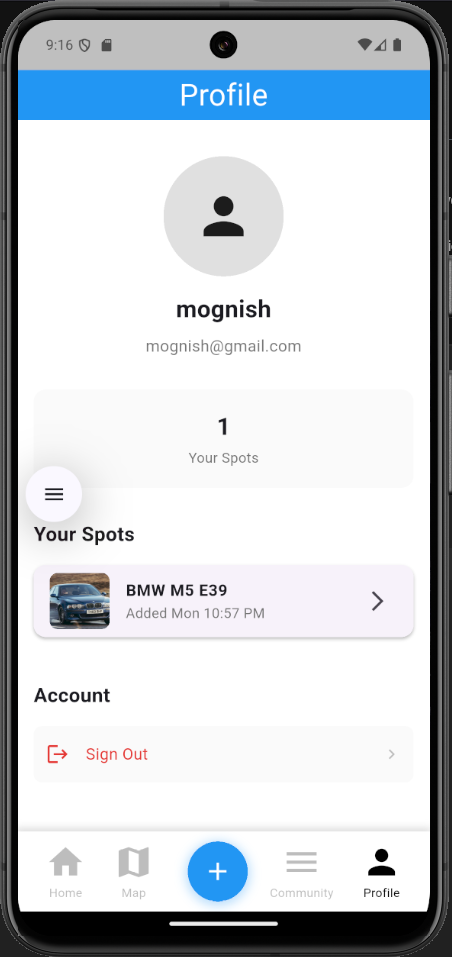 9:16
Profile
mognish
mognish@gmail.com
1
Your Spots
Your Spots
BMW M5 E39
Added Mon 10:57 PM
Account
Sign Out
Home
Map
Community
Profile